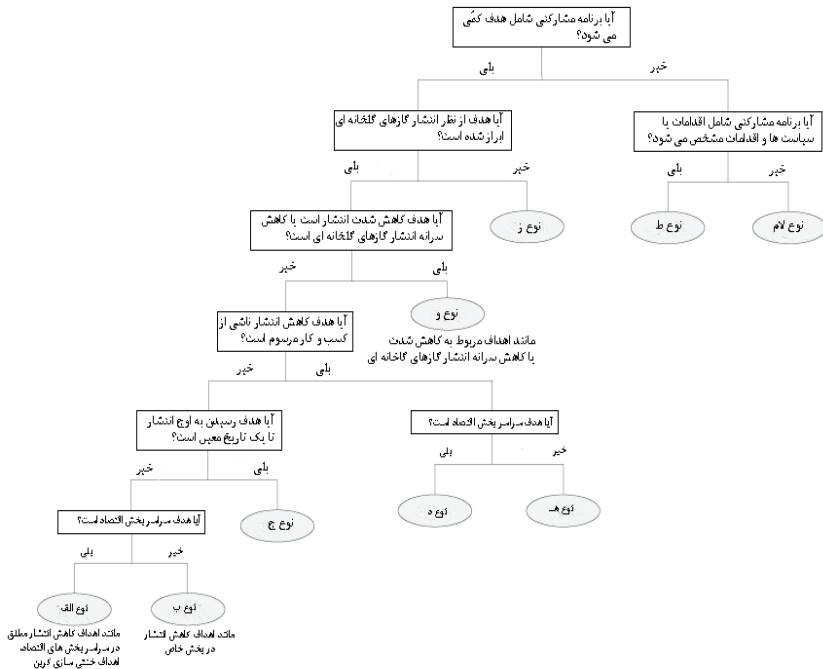 آیا برنامه مشارکتی شامل هدف کمّی
می شود؟
بلی
خیر
آیا هدف از نظر انتشار گازهای گلخانه ای
ابراز شده است؟
آیا برنامه مشارکتی شامل اقدامات یا
سیاست ها و اقدامات مشخص می شود؟
بلی
خیر
بلی
خیر
آیا هدف کاهش شدت انتشار است یا کاهش
سرانه انتشار گازهای گلخانه ای است؟
نوع ز
نوع ط
نوع لام
خیر
بلی
آیا هدف کاهش انتشار ناشی از
کسب و کار مرسوم است؟
نوع و
مانند اهداف مربوط به کاهش شدت
یا کاهش سرانه انتشار گازهای گاخانه ای
خیر
بلی
آیا هدف رسیدن به اوج انتشار
تا یک تاریخ معین است؟
آیا هدف سراسر بخش اقتصاد است؟
خیر
بلی
بلی
خیر
آیا هدف سراسر بخش اقتصاد است؟
نوع ج
نوع د
نوع هـ
بلی
خیر
نوع الف
نوع ب
مانند اهداف کاهش انتشار مطلق
در سراسر بخش های اقتصاد،
اهداف خنثی سازی کربن
مانند اهداف کاهش انتشار
در بخش خاص